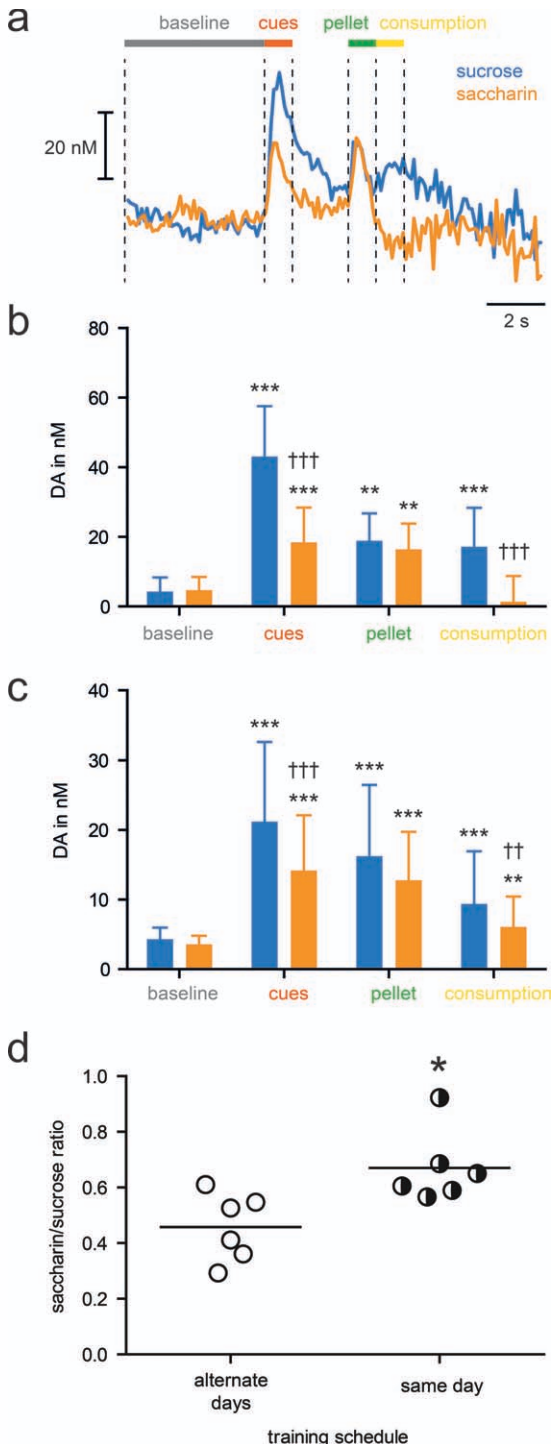 a
baseline cues pellet consumption
sucrose
saccharin
20 nM
2 s
b
80
60
40
20
0
DA in nM
***
†††
***
**
**
***
†††
baseline cues pellet consumption
c
40
30
20
10
0
DA in nM
***
†††
***
***
***
***
††
**
baseline cues pellet consumption
d
1.0
0.8
0.6
0.4
0.2
0.0
saccharin/sucrose ratio
*
alternate
days
same day
training schedule